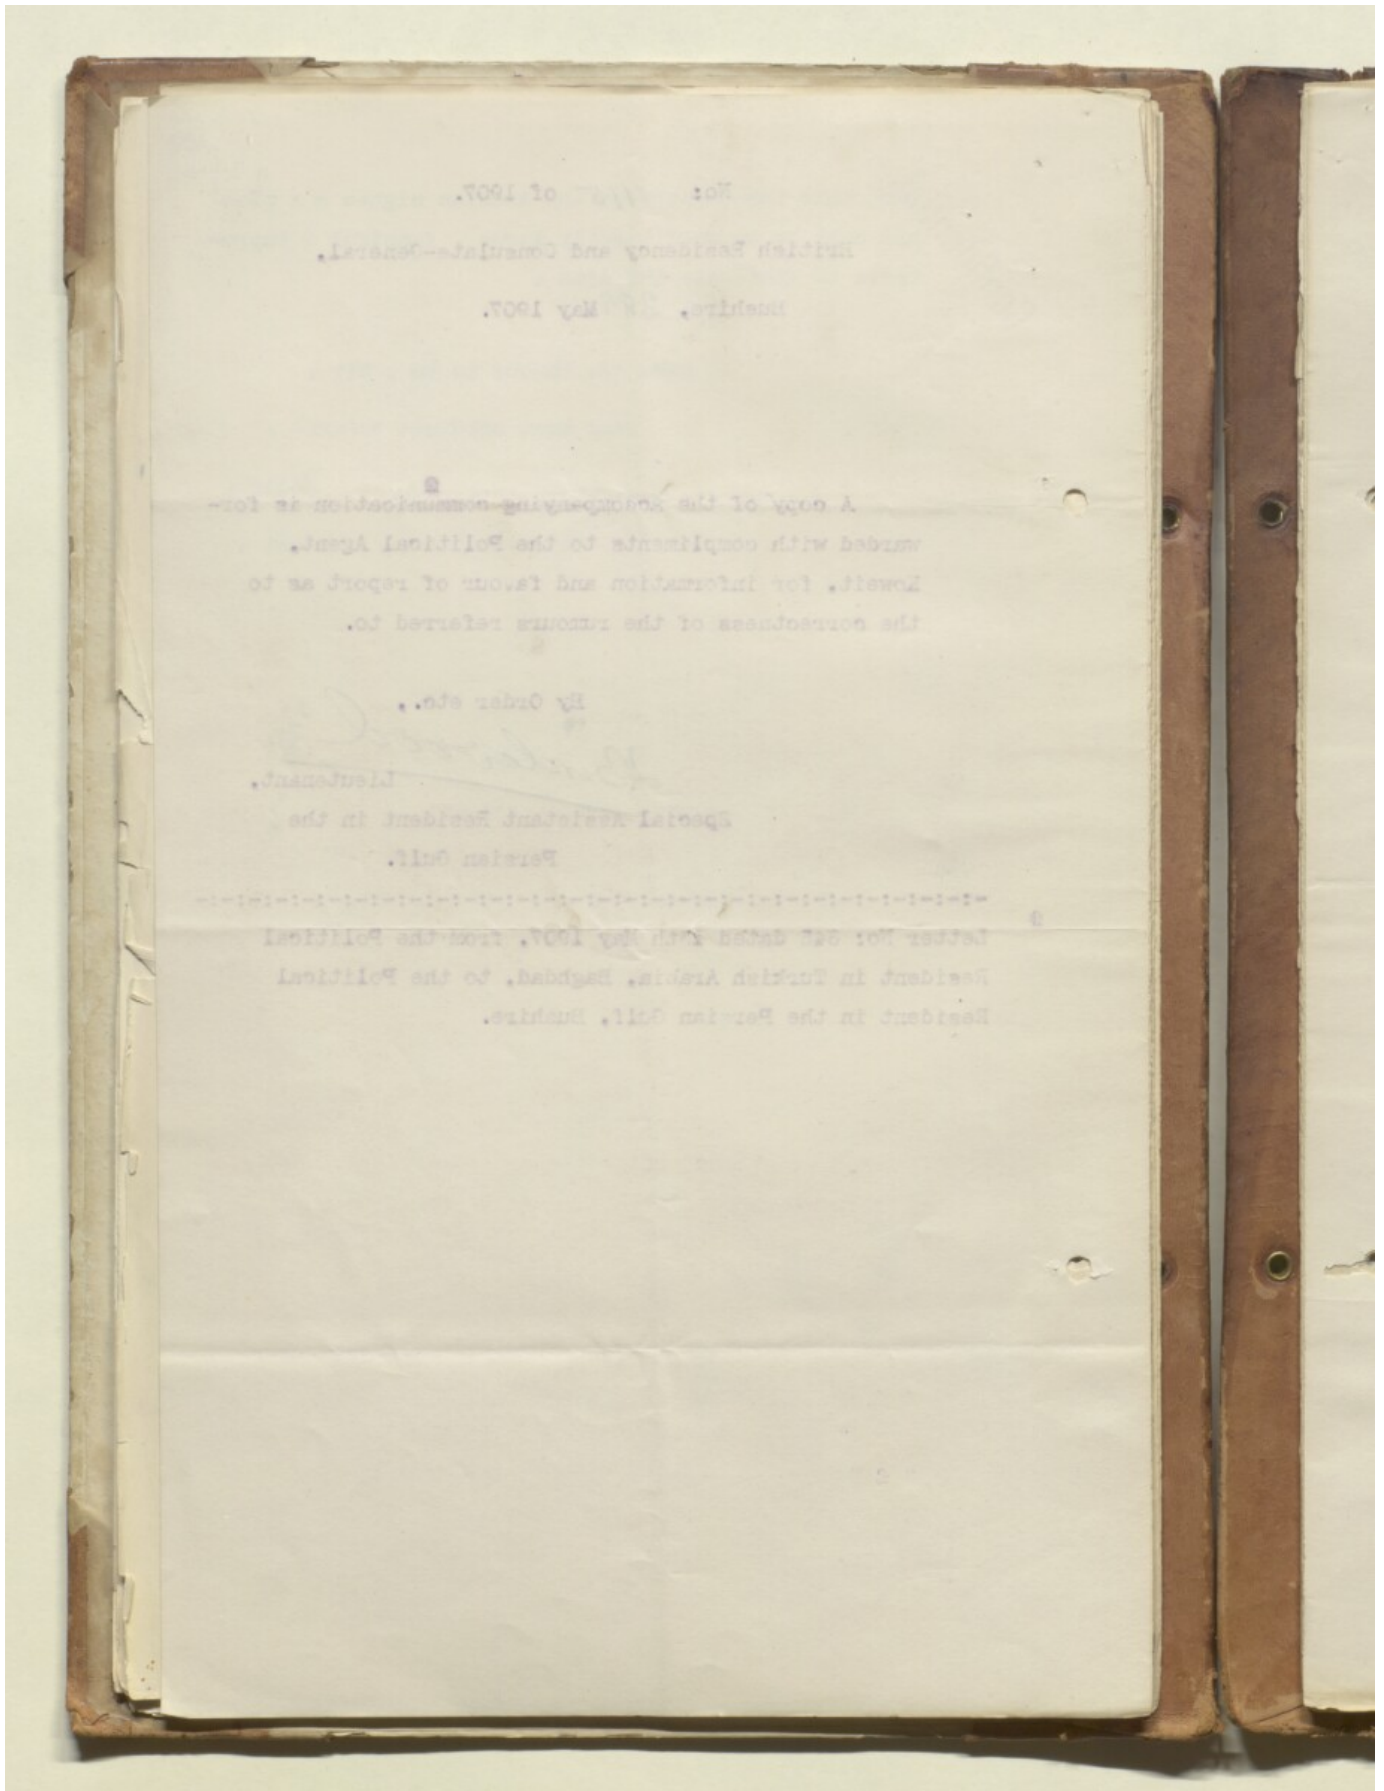 No: of 1907.
British Residency and Consulate-General,
Bushire, May 1907.
A copy of the accompanying communication is for-
warded with compliments to the Political Agent,
Koweit, for information and favour of report as to
the correctness of the rumours referred to.
By Order etc.,
Lieutenant,
Special Assistant Resident in the
Persian Gulf.
-:-:-:-:-:-:-:-:-:-:-:-:-:-:-:-:-:-:-:-:-:-:-:-:-:-:-:-:-
Letter No: dated May 1907, from the Political
Resident in Turkish Arabia, Baghdad, to the Political
Resident in the Persian Gulf, Bushire.